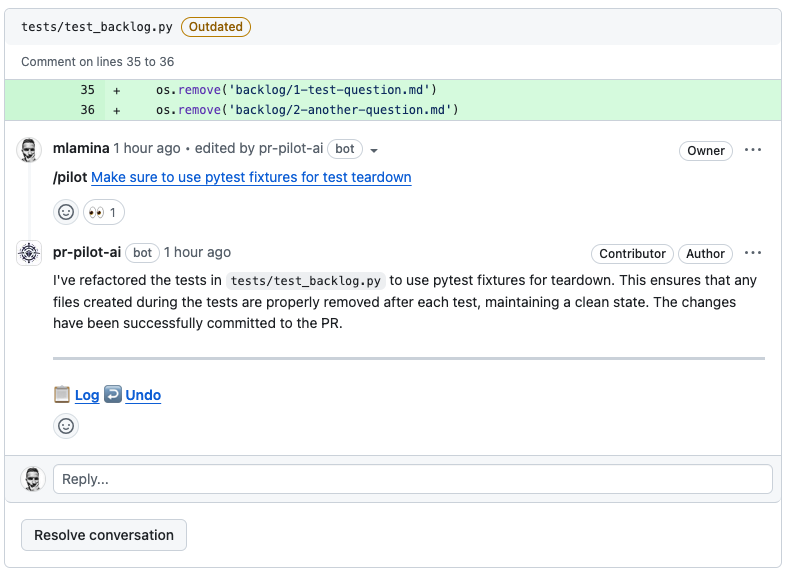 tests/test_backlog.py Outdated
Comment on lines 35 to 36
35 + os.remove('backlog/1-test-question.md')
36 + os.remove('backlog/2-another-question.md')
mlamina 1 hour ago • edited by pr-pilot-ai bot Owner ...
/pilot Make sure to use pytest fixtures for test teardown
👀 1
pr-pilot-ai bot 1 hour ago Contributor Author ...
I've refactored the tests in tests/test_backlog.py to use pytest fixtures for teardown. This ensures that any
files created during the tests are properly removed after each test, maintaining a clean state. The changes
have been successfully committed to the PR.
📋 Log ↩️ Undo
Reply...
Resolve conversation